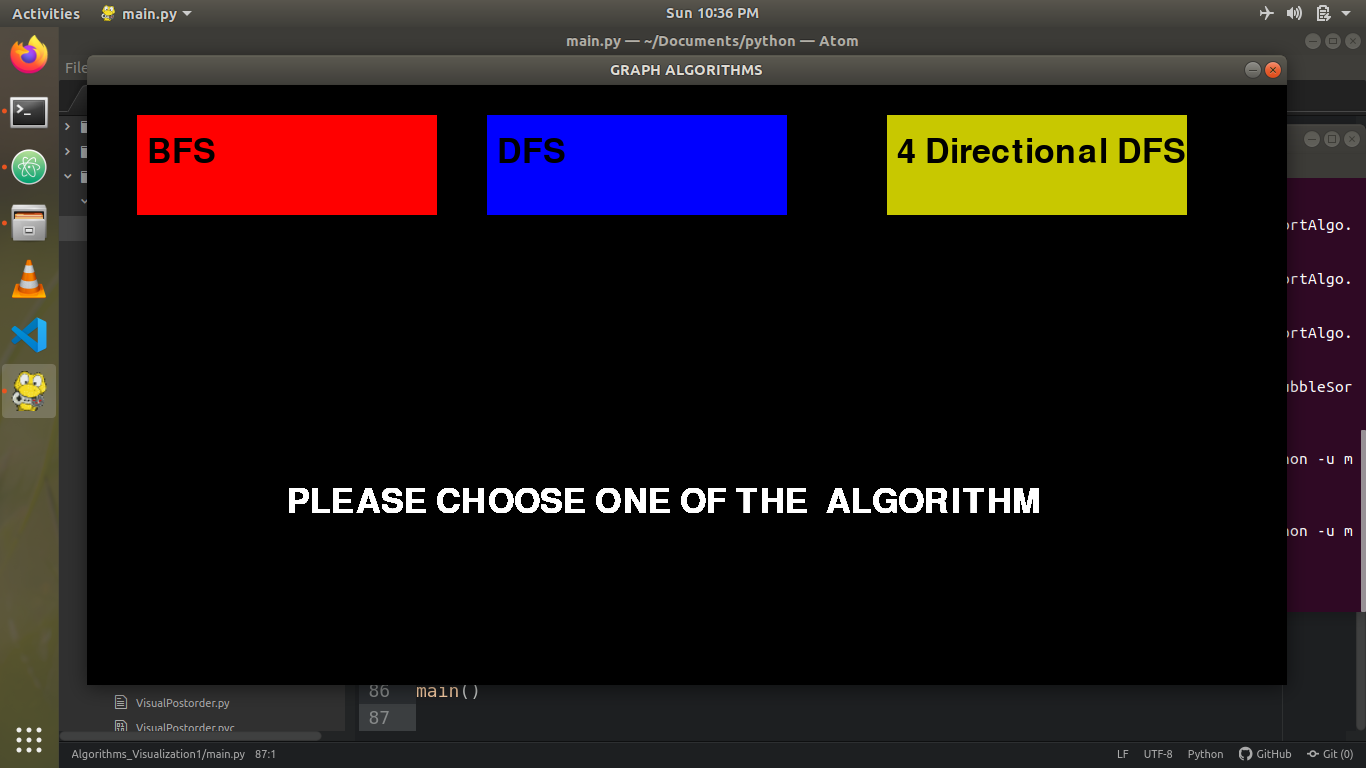 Activities main.py Sun 10:36 PM
main.py — ~/Documents/python — Atom
File
GRAPH ALGORITHMS
BFS DFS 4 Directional DFS
ortAlgo.
ortAlgo.
ortAlgo.
ubbleSor
hon -u m
PLEASE CHOOSE ONE OF THE  ALGORITHM
hon -u m
86 main()
VisualPostorder.py
87
VisualPostorder.pyc
Algorithms_Visualization1/main.py 87:1 LF UTF-8 Python GitHub Git (0)